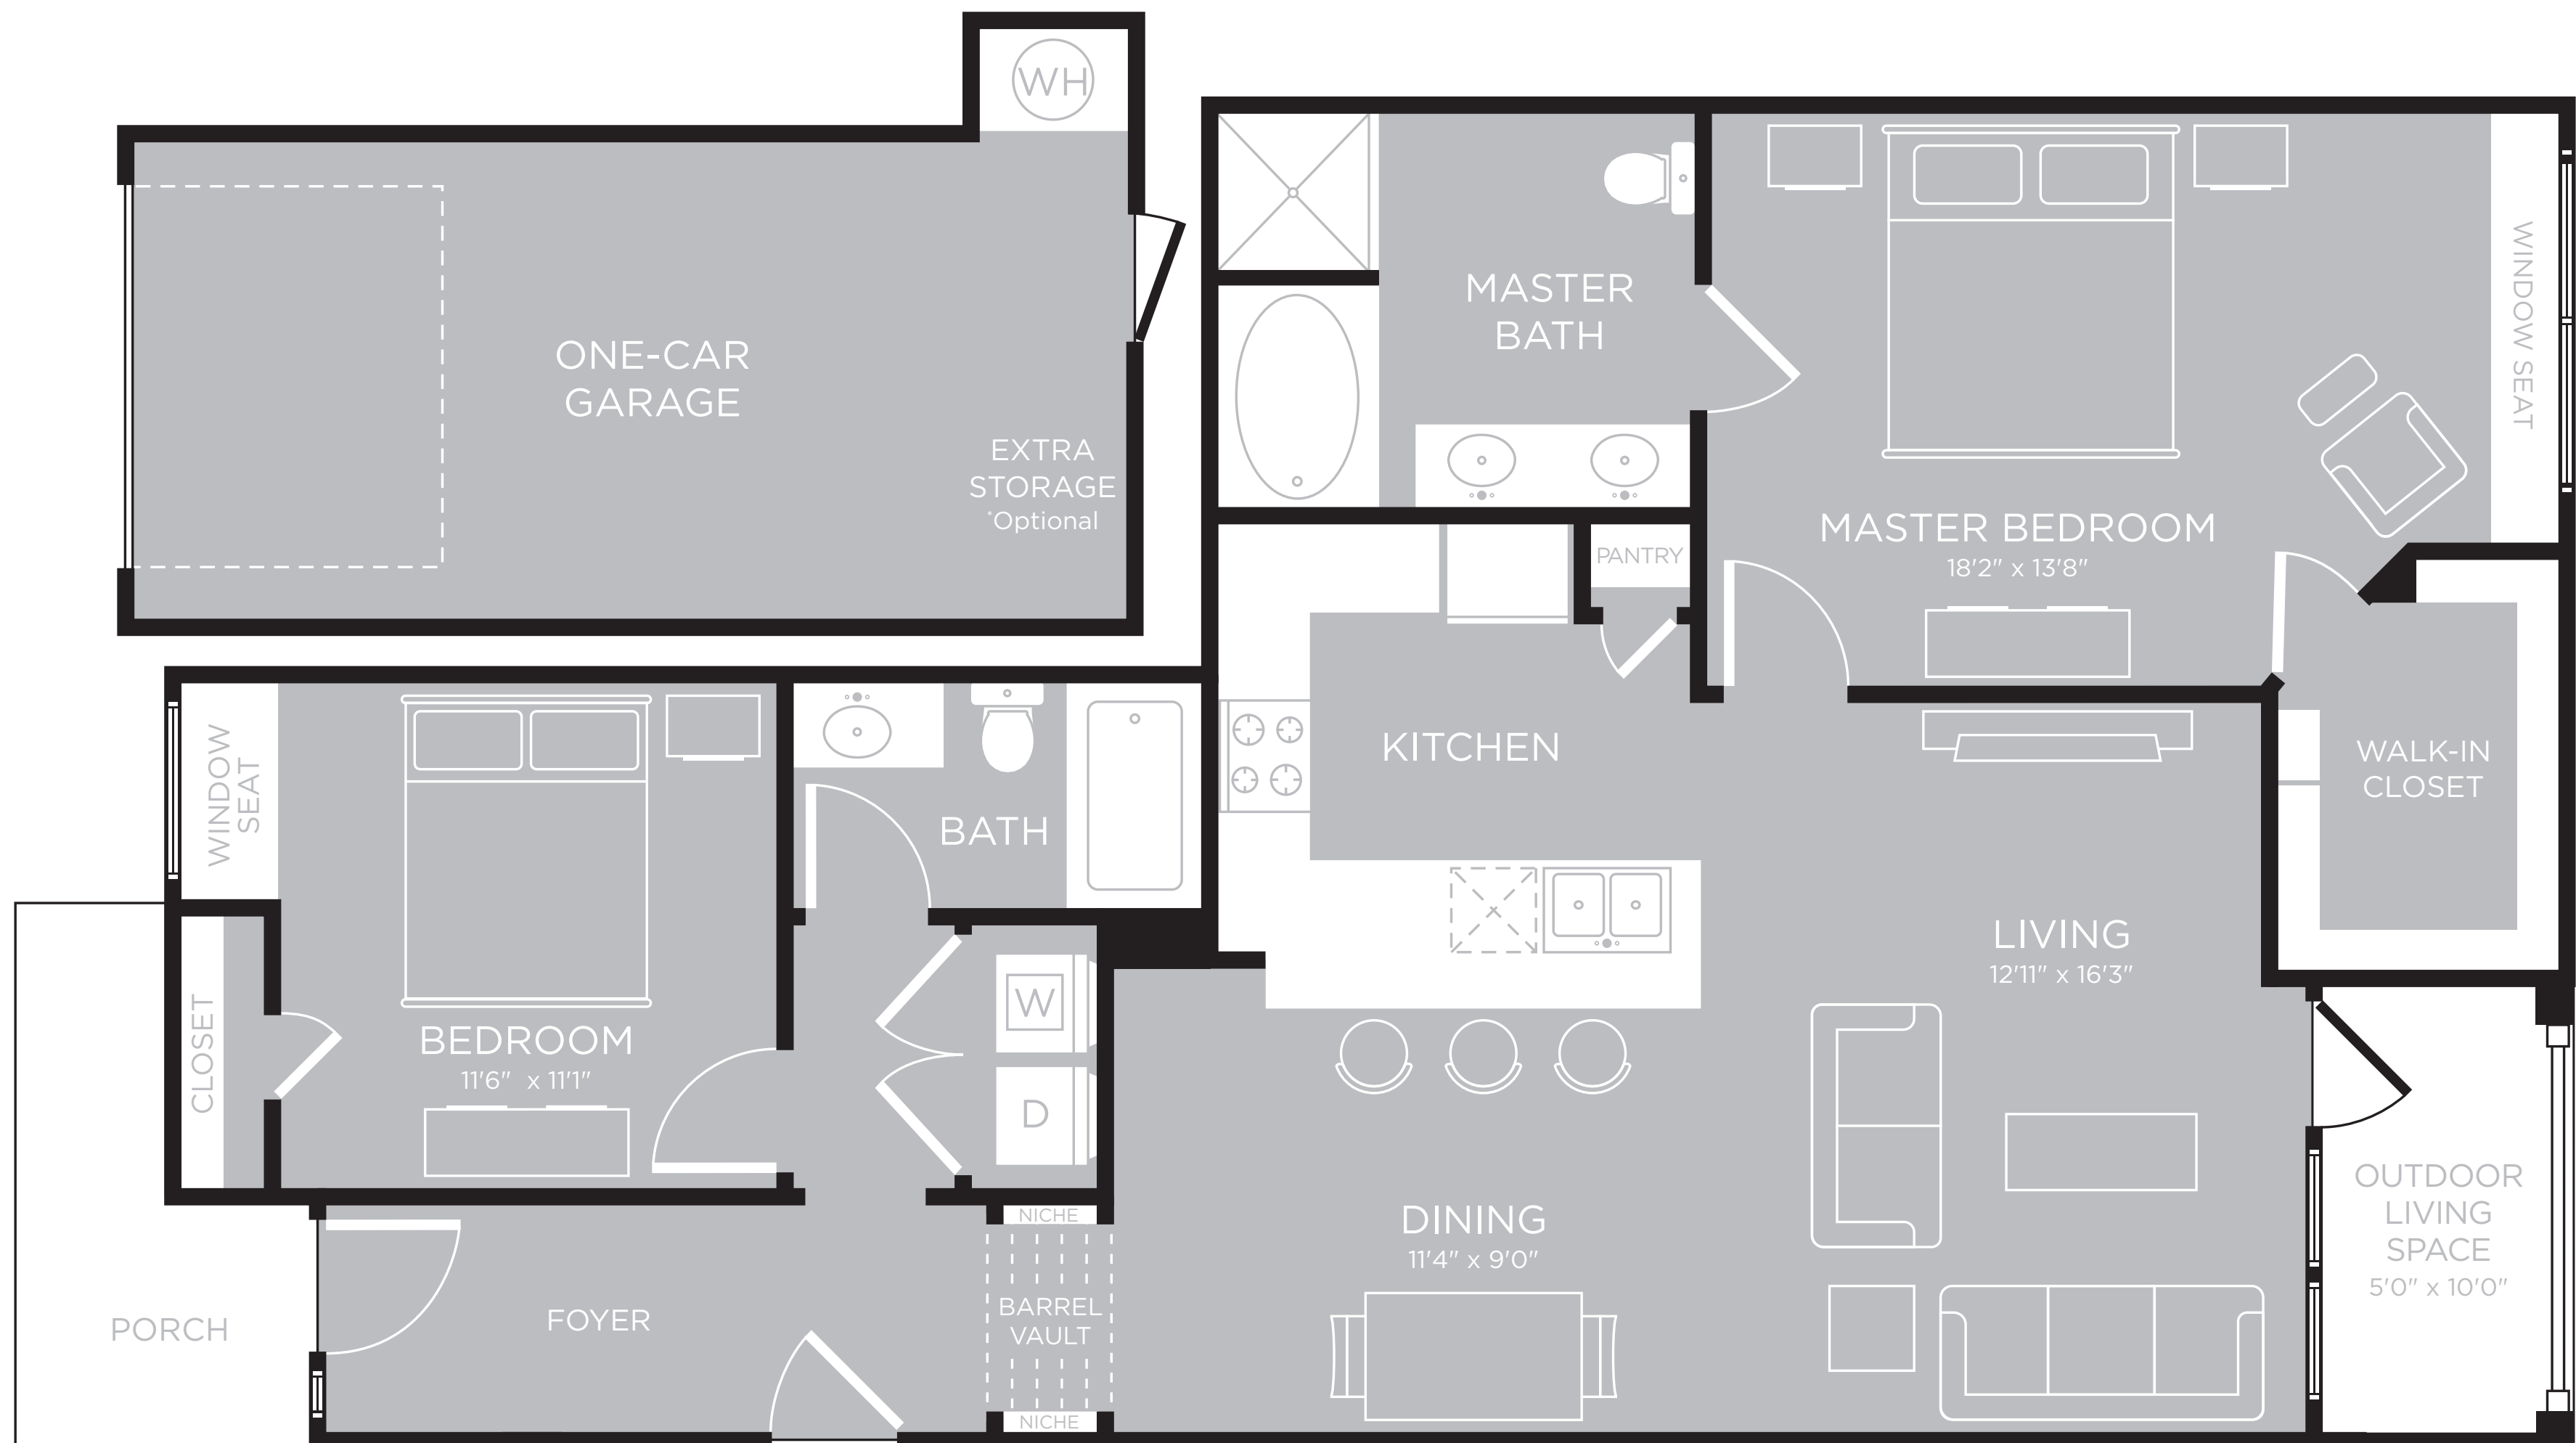 WH
ONE-CAR
GARAGE
EXTRA
STORAGE
*Optional
MASTER
BATH
MASTER BEDROOM
18'2" x 13'8"
WINDOW SEAT
PANTRY
KITCHEN
WALK-IN
CLOSET
WINDOW
SEAT
BATH
LIVING
12'11" x 16'3"
CLOSET
BEDROOM
11'6" x 11'1"
W
D
DINING
11'4" x 9'0"
OUTDOOR
LIVING
SPACE
5'0" x 10'0"
NICHE
BARREL
VAULT
NICHE
FOYER
PORCH